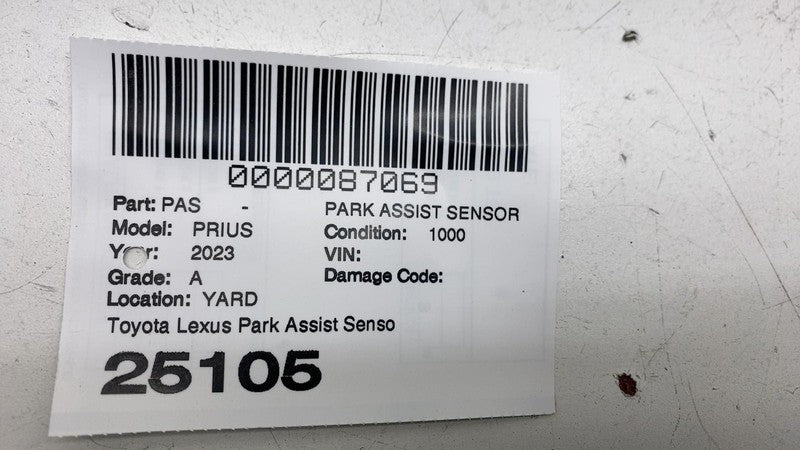 0000087069
Part: PAS - PARK ASSIST SENSOR
Model: PRIUS Condition: 1000
Year: 2023 VIN:
Grade: A Damage Code:
Location: YARD
Toyota Lexus Park Assist Senso
25105